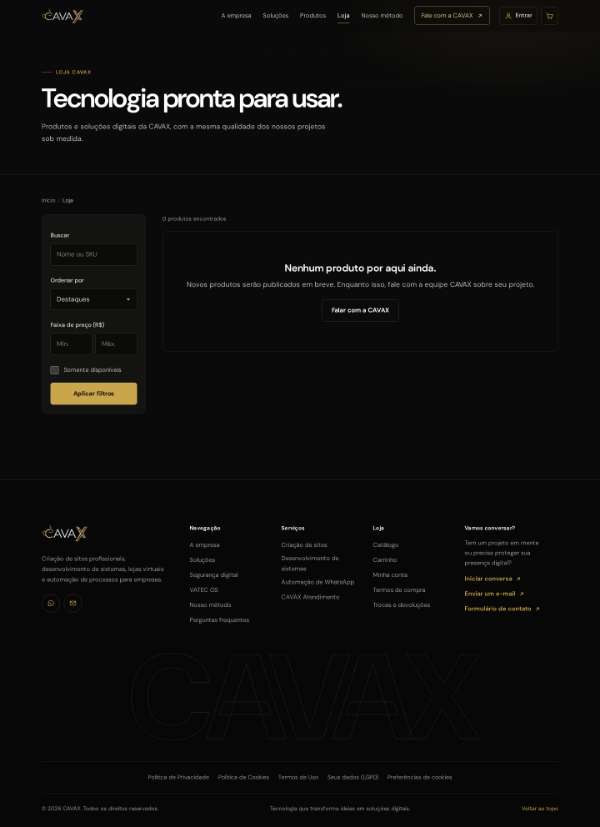 CAVAX
A empresa Soluções Produtos Loja Nosso método Fale com a CAVAX ↗ Entrar
LOJA CAVAX
Tecnologia pronta para usar.
Produtos e soluções digitais da CAVAX, com a mesma qualidade dos nossos projetos
sob medida.
Início / Loja
0 produtos encontrados
Buscar
Nome ou SKU
Ordenar por
Destaques
Faixa de preço (R$)
Mín. Máx.
Somente disponíveis
Aplicar filtros
Nenhum produto por aqui ainda.
Novos produtos serão publicados em breve. Enquanto isso, fale com a equipe CAVAX sobre seu projeto.
Falar com a CAVAX
CAVAX
Criação de sites profissionais,
desenvolvimento de sistemas, lojas virtuais
e automação de processos para empresas.
Navegação
A empresa
Soluções
Segurança digital
VATEC OS
Nosso método
Perguntas frequentes
Serviços
Criação de sites
Desenvolvimento de
sistemas
Automação de WhatsApp
CAVAX Atendimento
Loja
Catálogo
Carrinho
Minha conta
Termos de compra
Trocas e devoluções
Vamos conversar?
Tem um projeto em mente
ou precisa proteger sua
presença digital?
Iniciar conversa ↗
Enviar um e-mail ↗
Formulário de contato ↗
CAVAX
Política de Privacidade Política de Cookies Termos de Uso Seus dados (LGPD) Preferências de cookies
© 2026 CAVAX. Todos os direitos reservados. Tecnologia que transforma ideias em soluções digitais. Voltar ao topo